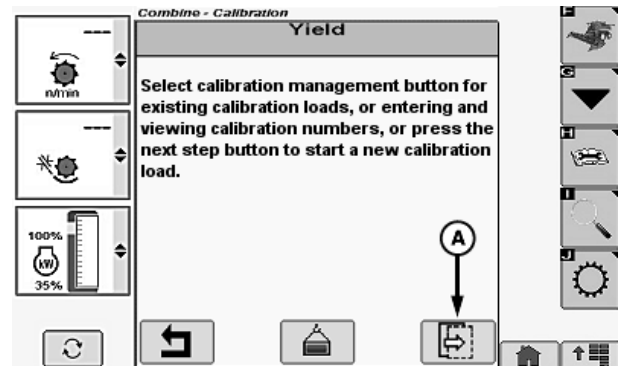 Combine - Calibration
Yield
---
n/min
Select calibration management button for
existing calibration loads, or entering and
viewing calibration numbers, or press the
next step button to start a new calibration
load.
---
100%
kW
35%
A
F
G
H
I
J